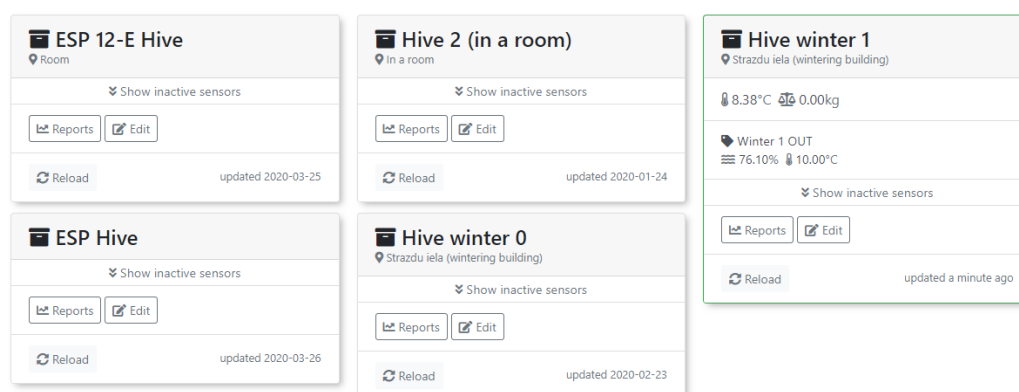 ESP 12-E Hive
Room
Show inactive sensors
Reports Edit
Reload updated 2020-03-25
ESP Hive
Show inactive sensors
Reports Edit
Reload updated 2020-03-26
Hive 2 (in a room)
In a room
Show inactive sensors
Reports Edit
Reload updated 2020-01-24
Hive winter 0
Strazdu iela (wintering building)
Show inactive sensors
Reports Edit
Reload updated 2020-02-23
Hive winter 1
Strazdu iela (wintering building)
8.38°C 0.00kg
Winter 1 OUT
76.10% 10.00°C
Show inactive sensors
Reports Edit
Reload updated a minute ago